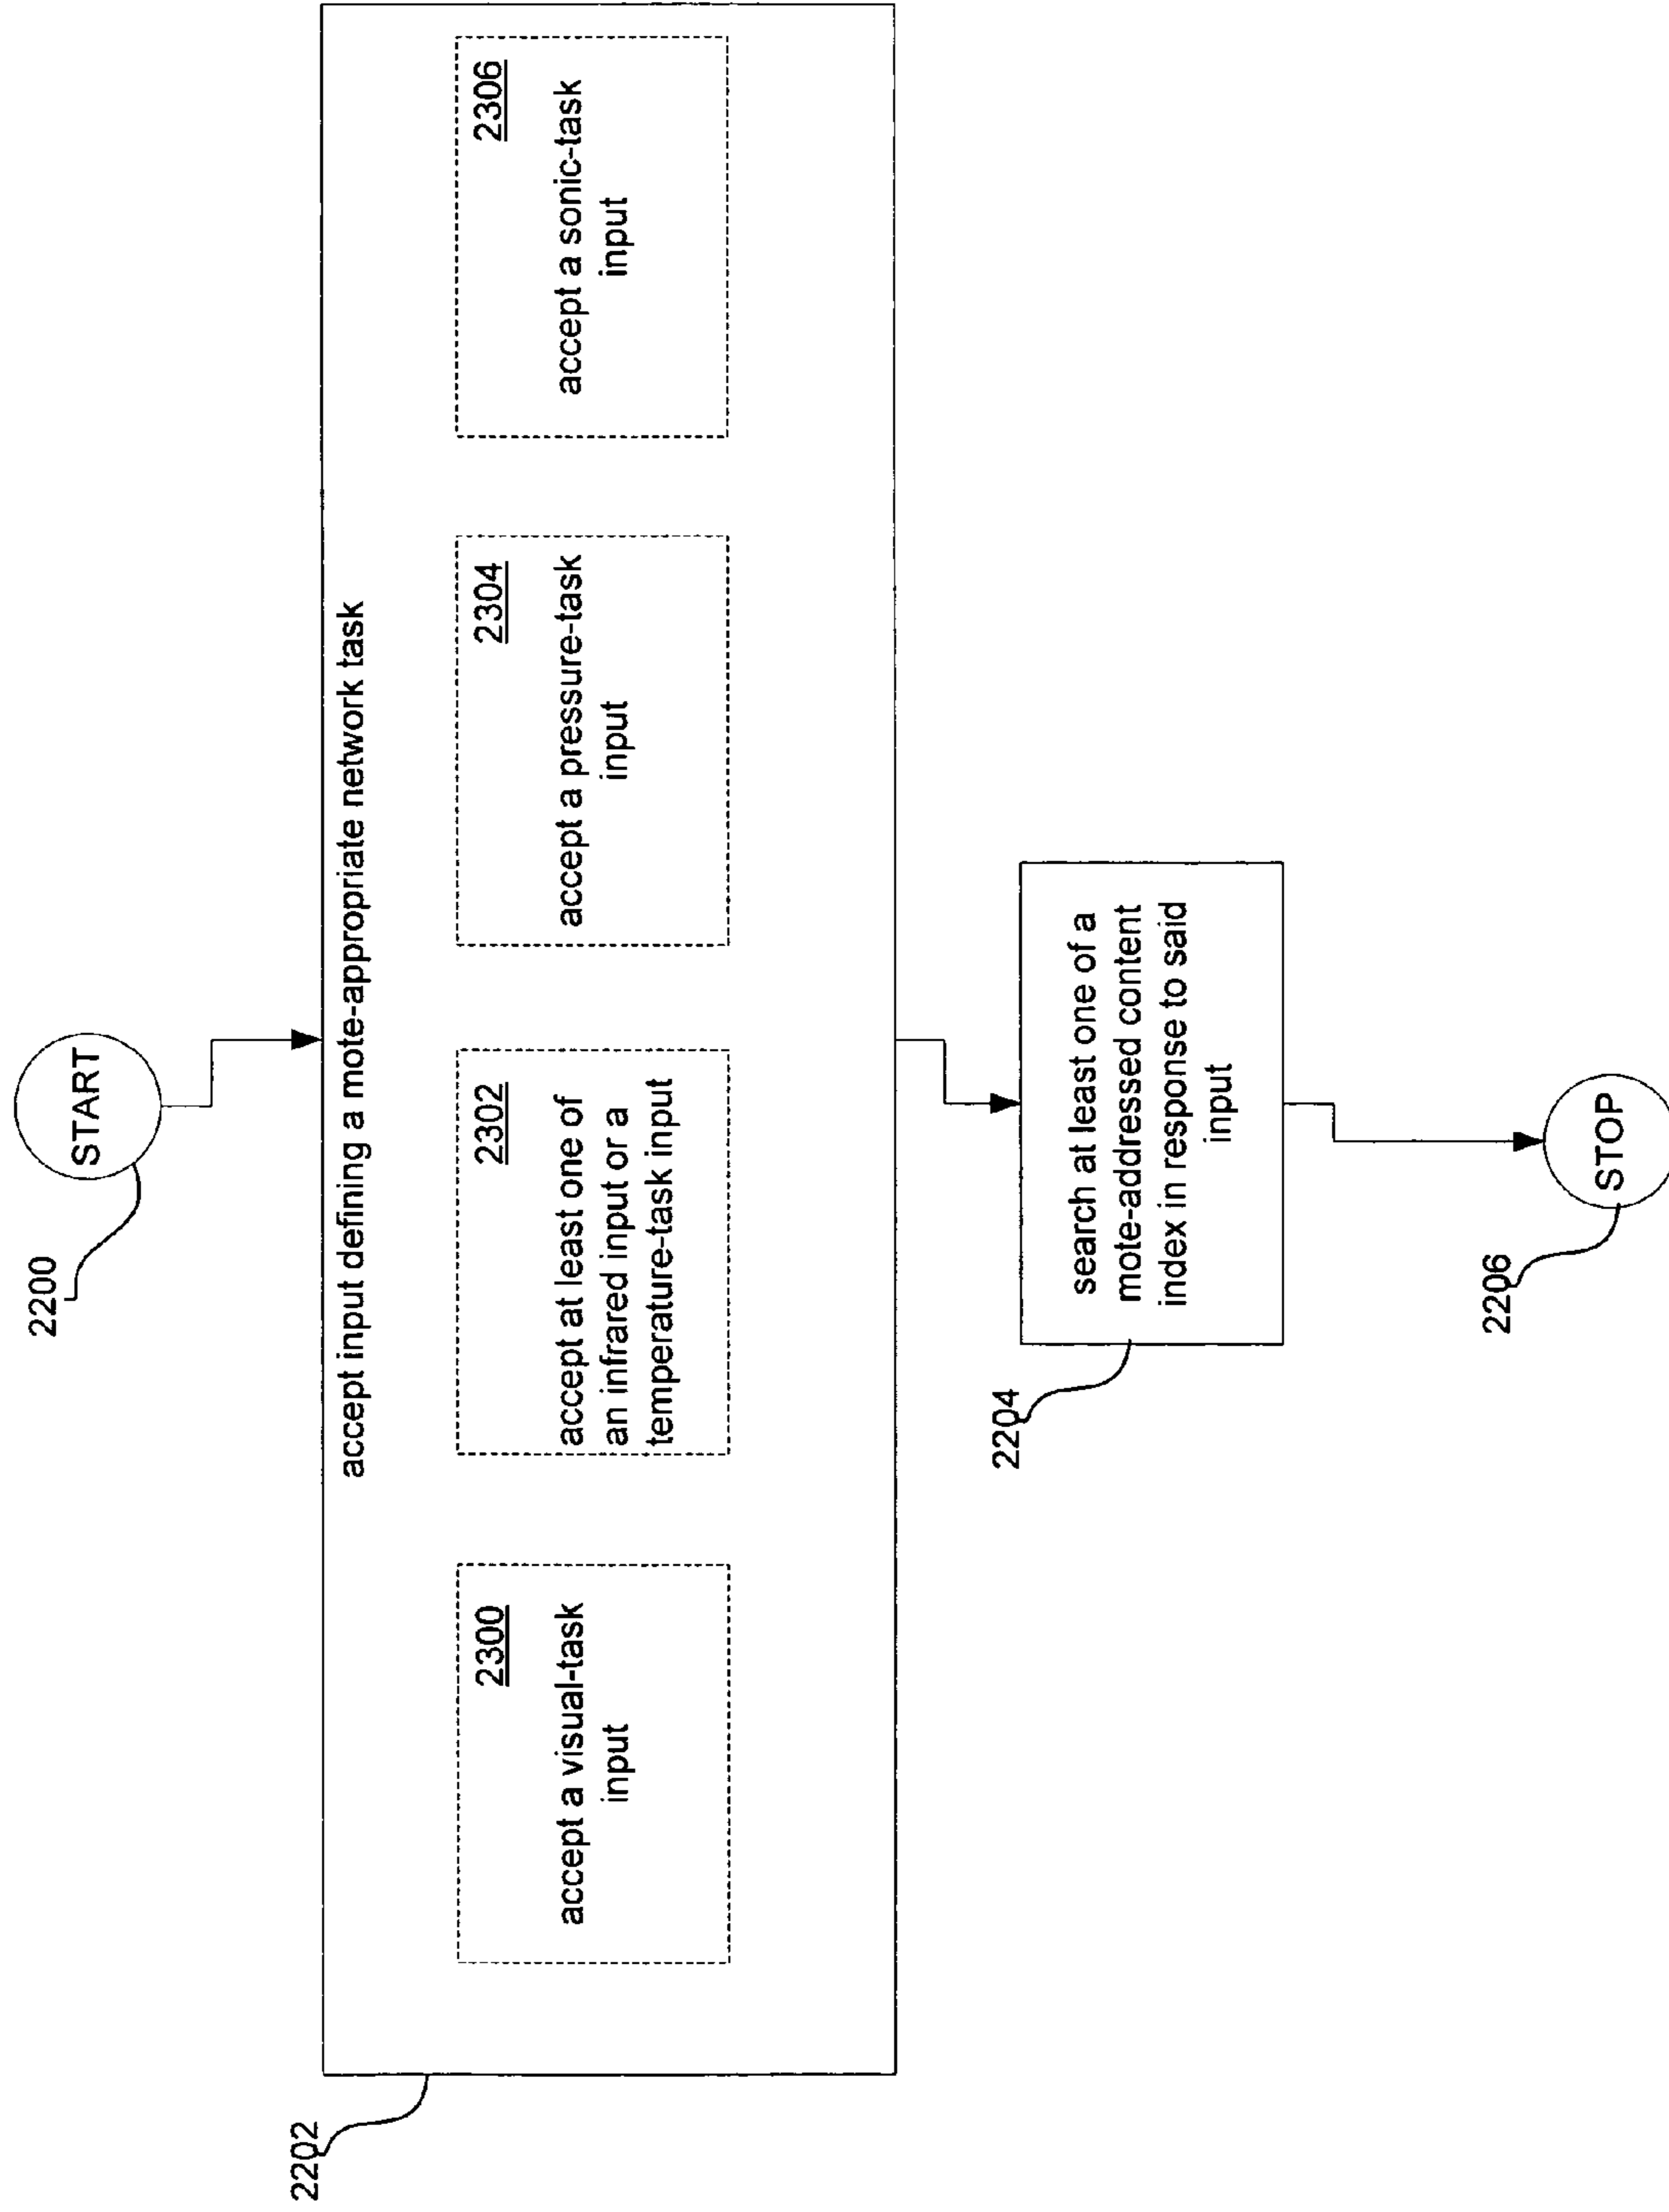 2200
START
2202
accept input defining a mote-appropriate network task
2300
accept a visual-task
input
2302
accept at least one of
an infrared input or a
temperature-task input
2304
accept a pressure-task
input
2306
accept a sonic-task
input
2204
search at least one of a
mote-addressed content
index in response to said
input
2206
STOP